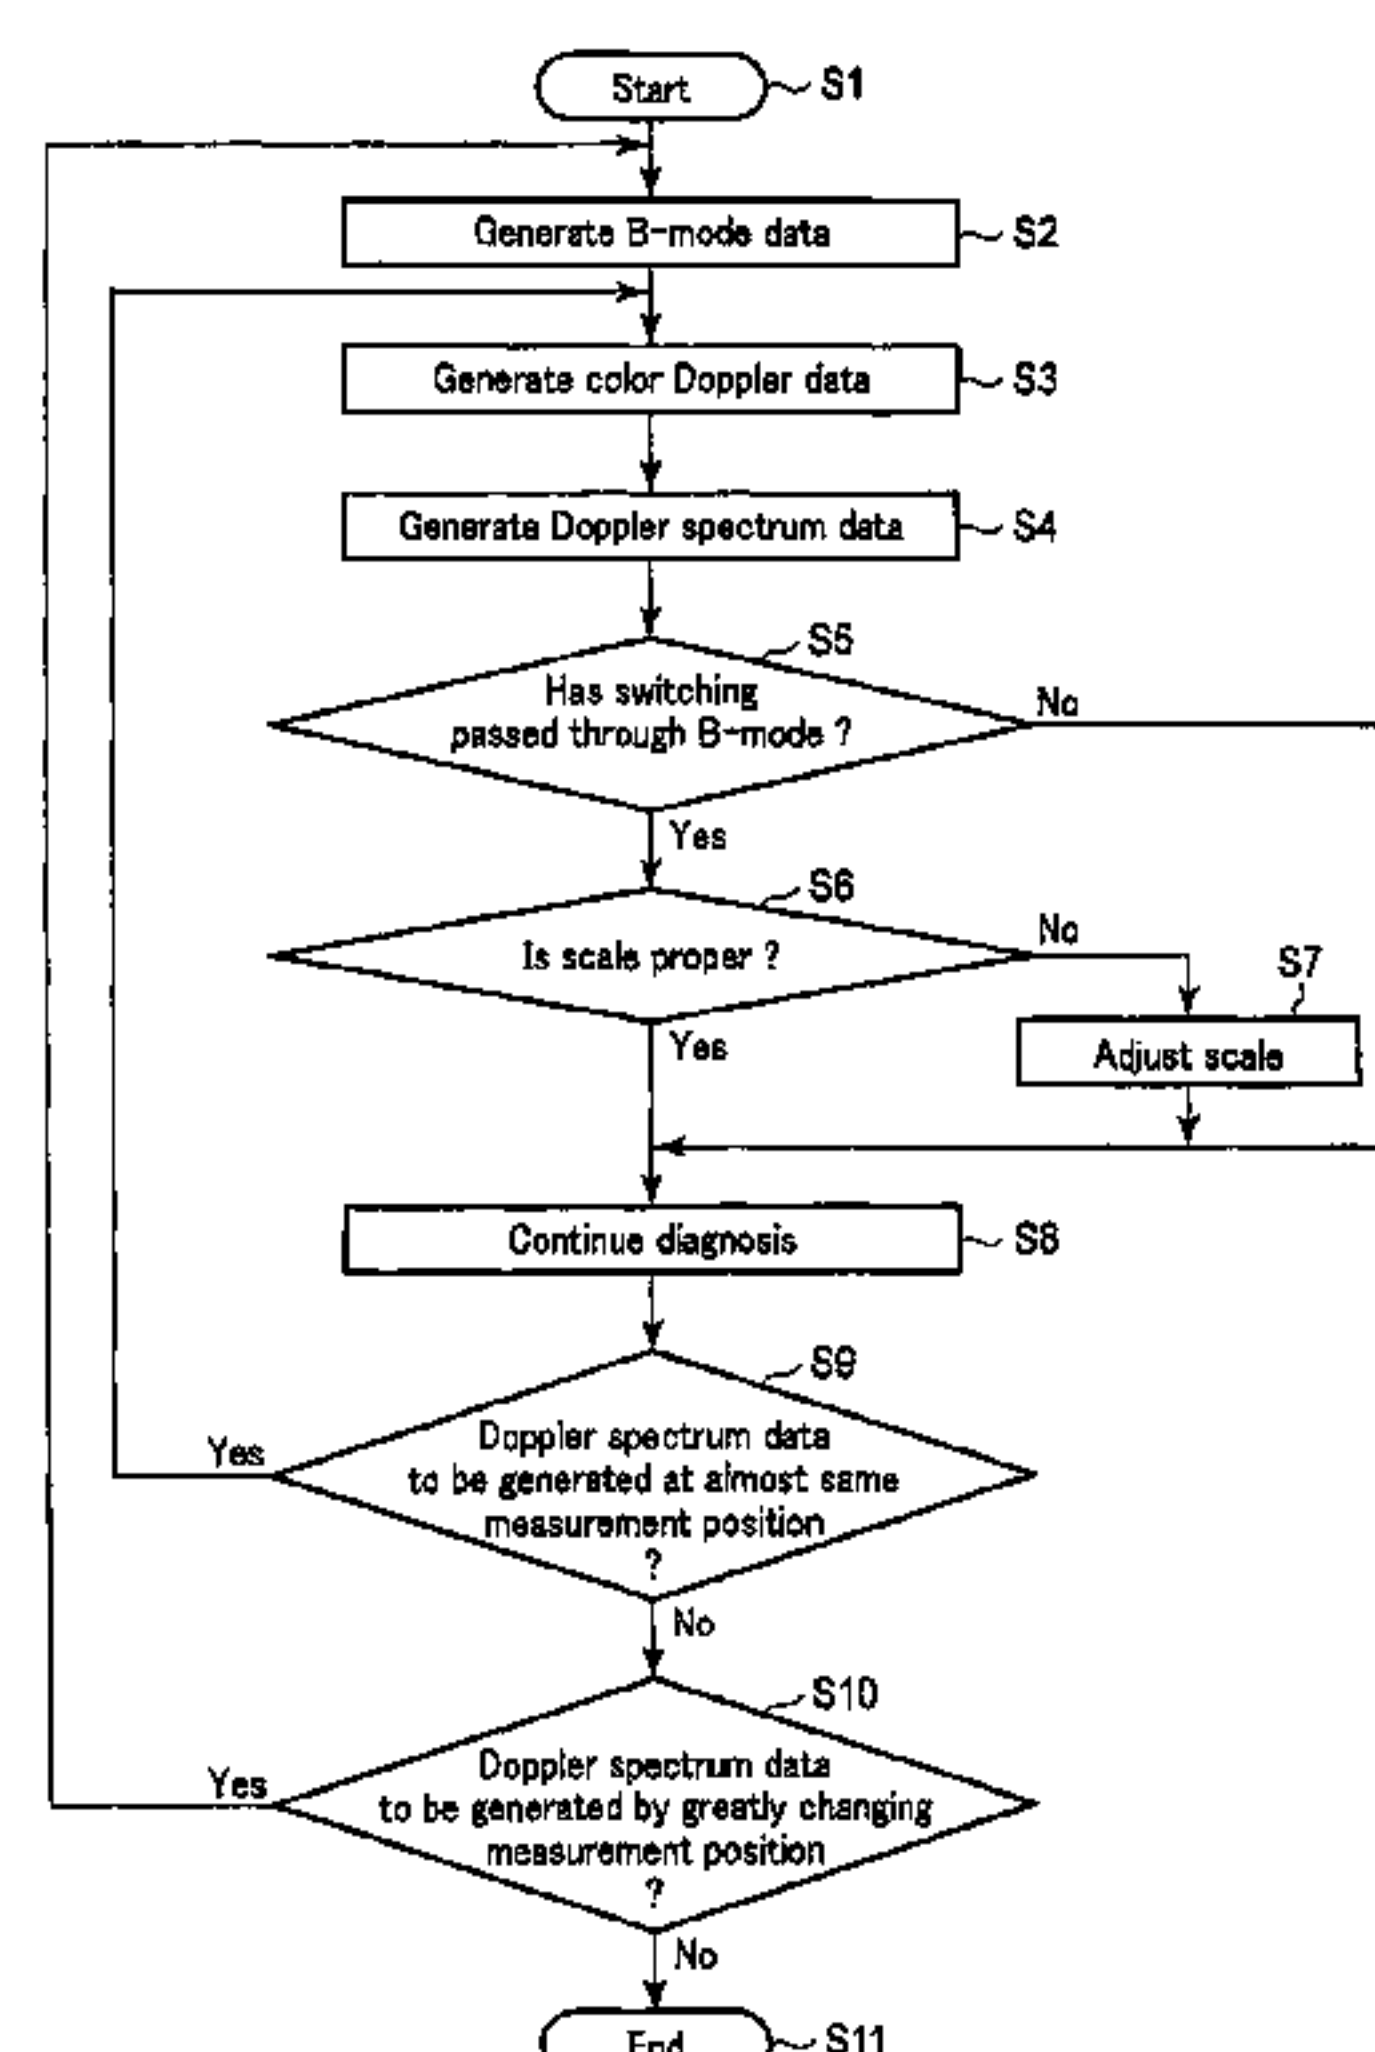 Start
S1
Generate B-mode data
S2
Generate color Doppler data
S3
Generate Doppler spectrum data
S4
S5
Has switching
passed through B-mode ?
No
Yes
S6
Is scale proper ?
No
S7
Yes
Adjust scale
Continue diagnosis
S8
S9
Doppler spectrum data
to be generated at almost same
measurement position
?
Yes
No
S10
Doppler spectrum data
to be generated by greatly changing
measurement position
?
Yes
No
End
S11